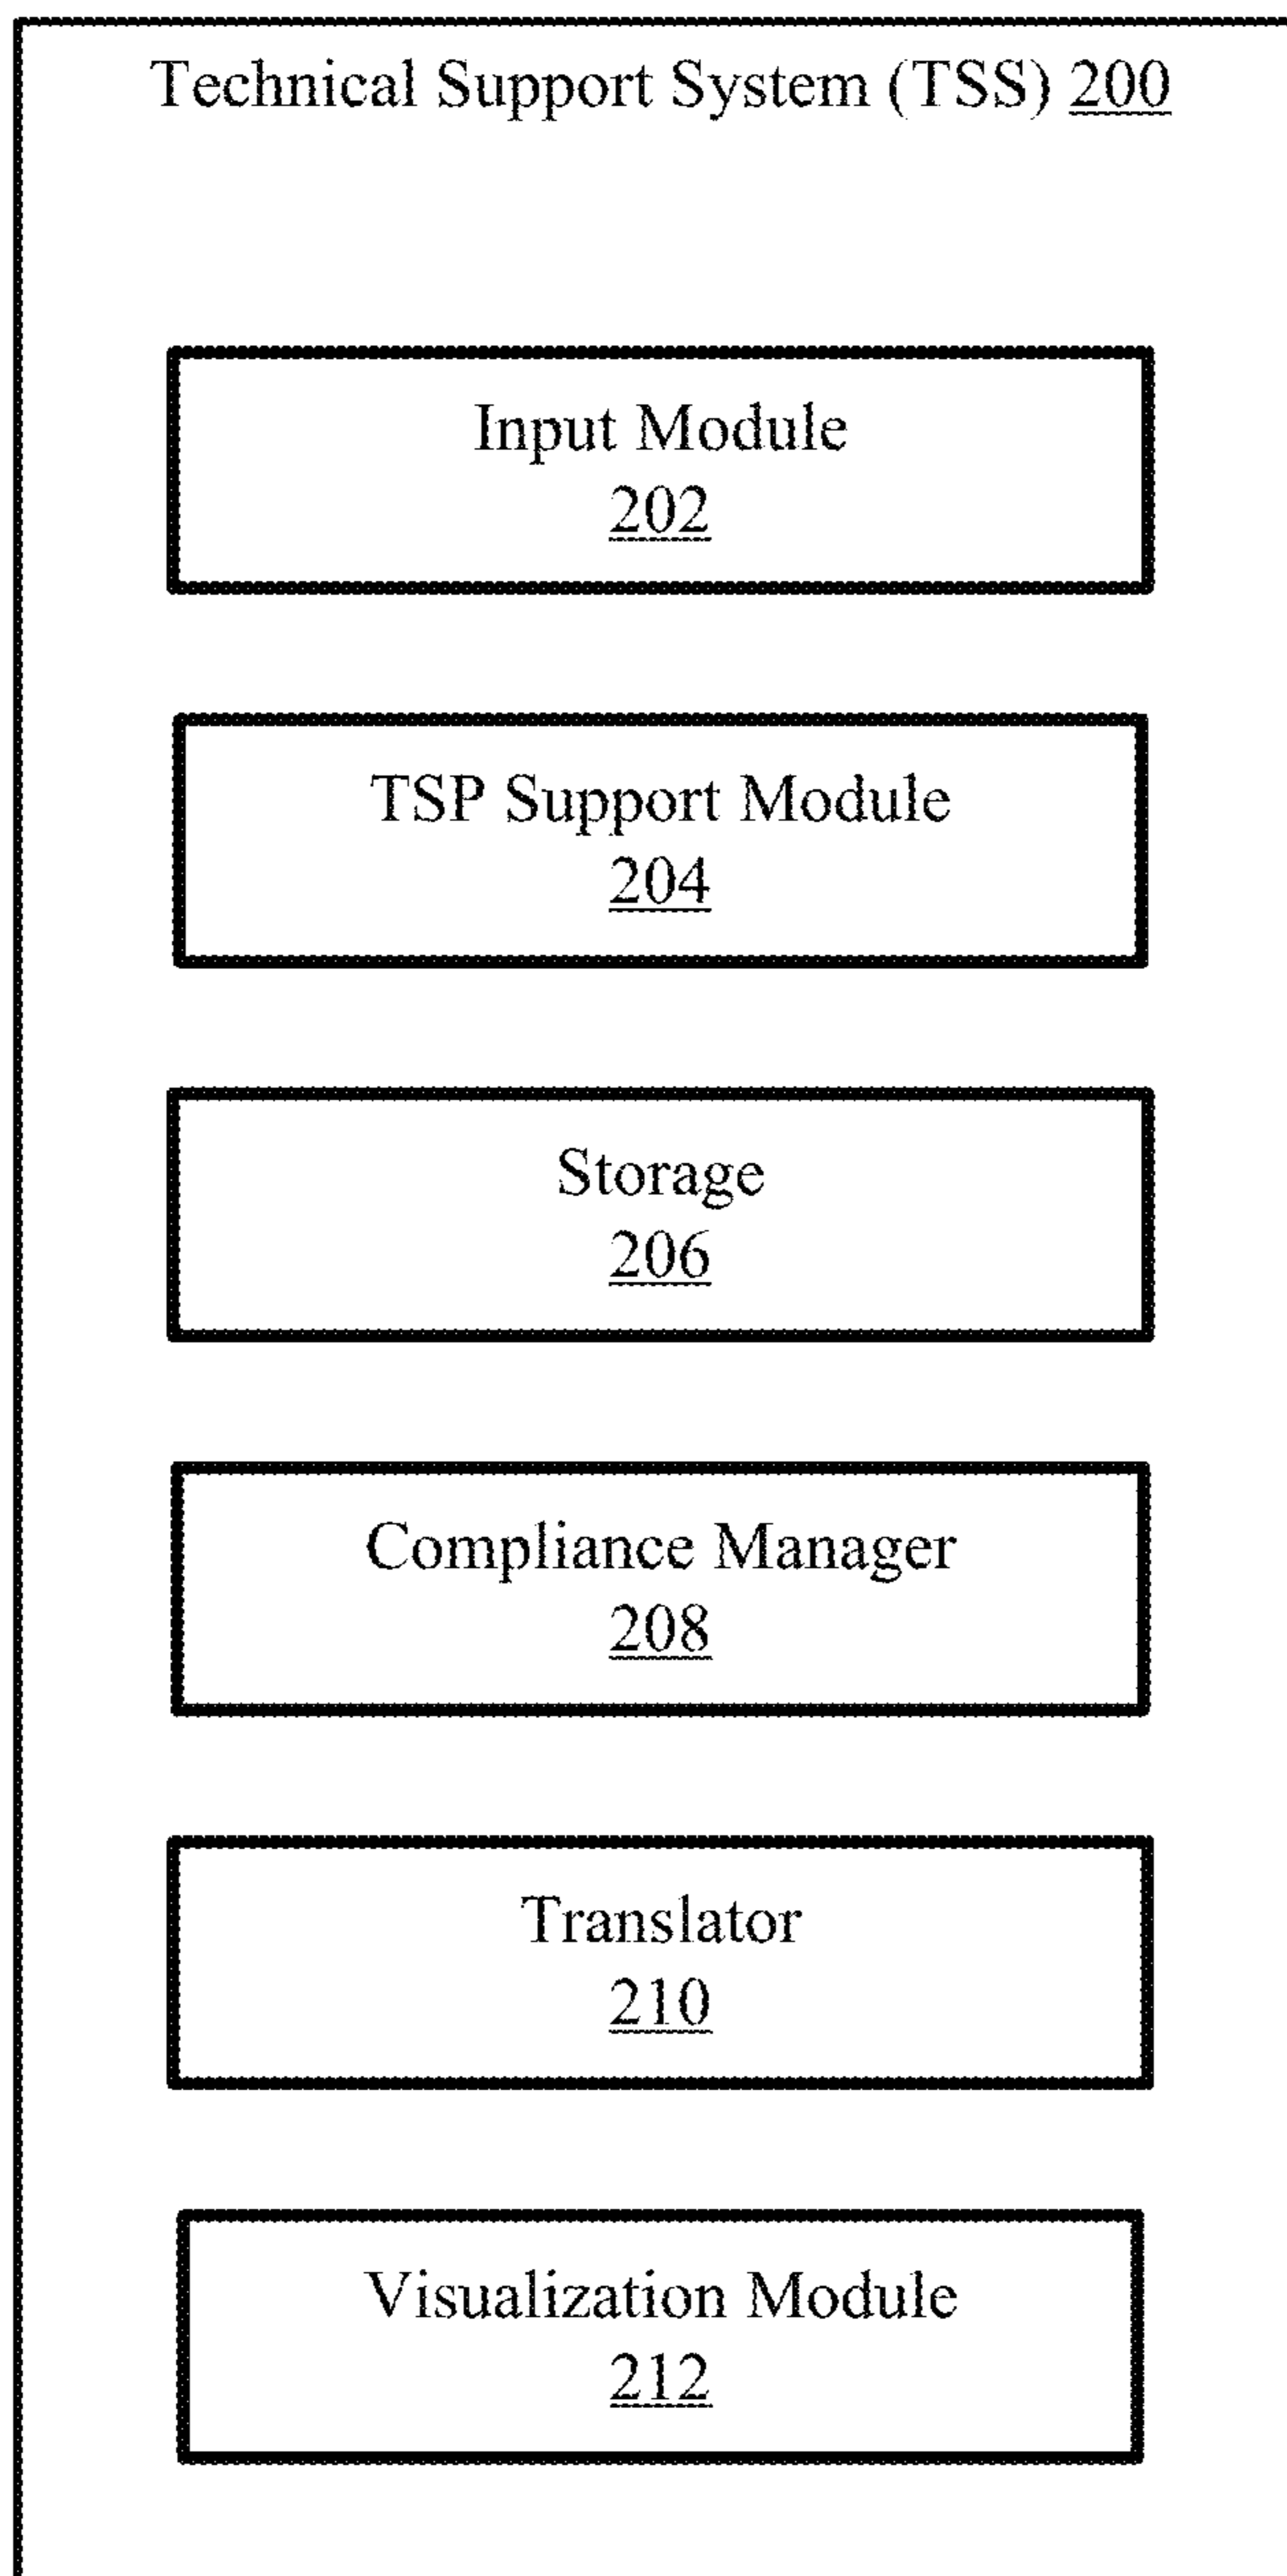 Technical Support System (TSS) 200
Input Module
202
TSP Support Module
204
Storage
206
Compliance Manager
208
Translator
210
Visualization Module
212